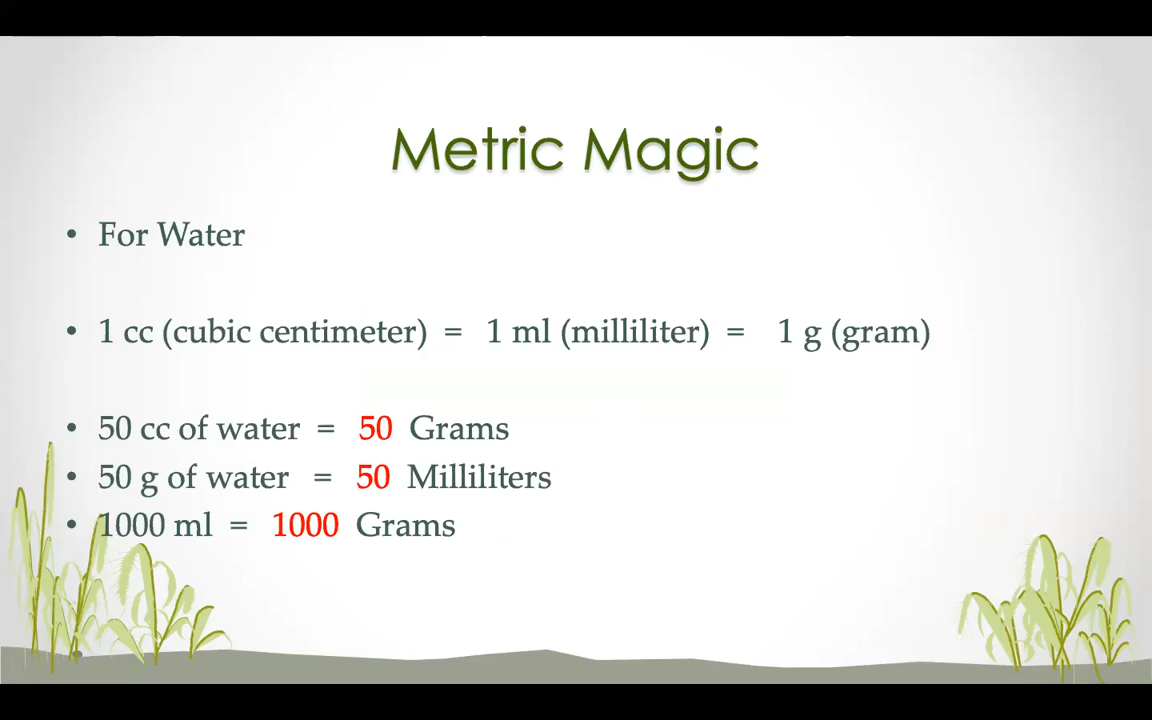 Metric Magic
• For Water
• 1 cc (cubic centimeter) = 1 ml (milliliter) = 1 g (gram)
• 50 cc of water = 50 Grams
• 50 g of water = 50 Milliliters
• 1000 ml = 1000 Grams